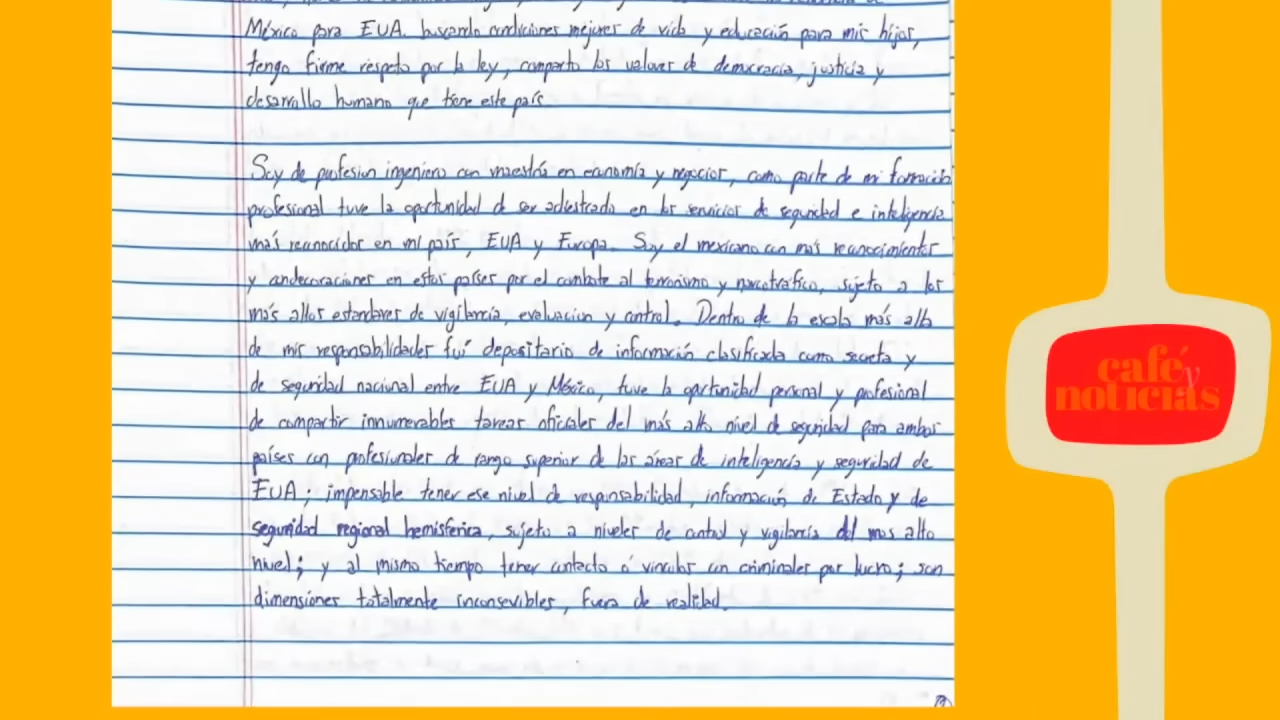 México para EUA. buscando condiciones mejores de vida y educación para mis hijos,
tengo firme respeto por la ley, comparto los valores de democracia, justicia y
desarrollo humano que tiene este país.
Soy de profesion ingeniero con maestrías en economía y negocios, como parte de mi formación
profesional tuve la oportunidad de ser adiestrado en los servicios de seguridad e inteligencia
más reconocidos en mi país, EUA y Europa. Soy el mexicano con más reconocimientos
y condecoraciones en estos países por el combate al terrorismo y narcotráfico, sujeto a los
más altos estandares de vigilancia, evaluacion y control. Dentro de la escala más alta
de mis responsabilidades fuí depositario de información clasificada como secreta y
de seguridad nacional entre EUA y México, tuve la oportunidad personal y profesional
de compartir innumerables tareas oficiales del más alto nivel de seguridad para ambos
países con profesionales de rango superior de las áreas de inteligencia y seguridad de
EUA; impensable tener ese nivel de responsabilidad, información de Estado y de
seguridad regional hemisferica, sujeto a niveles de control y vigilancia del mas alto
nivel; y al mismo tiempo tener contacto ó vinculos con criminales por lucro; son
dimensiones totalmente inconsevibles, fuera de realidad.
café y
noticias